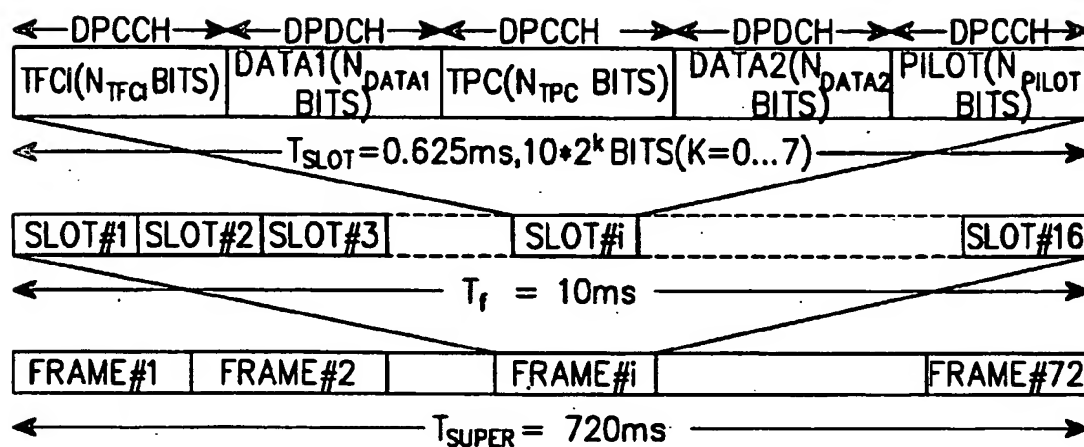 DPCCH DPDCH DPCCH DPDCH DPCCH
TFCI(N_TFCI BITS) DATA1(N_DATA1 BITS) TPC(N_TPC BITS) DATA2(N_DATA2 BITS) PILOT(N_PILOT BITS)
T_SLOT=0.625ms,10*2^k BITS(K=0...7)
SLOT#1 SLOT#2 SLOT#3 SLOT#i SLOT#16
T_f = 10ms
FRAME#1 FRAME#2 FRAME#i FRAME#72
T_SUPER = 720ms